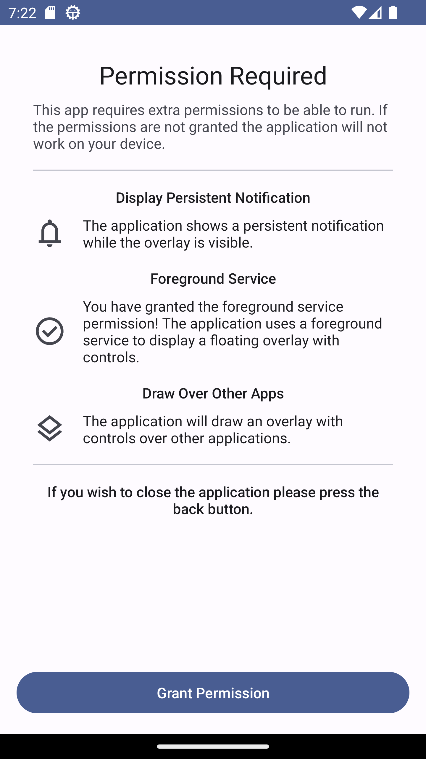 7:22
Permission Required
This app requires extra permissions to be able to run. If
the permissions are not granted the application will not
work on your device.
Display Persistent Notification
The application shows a persistent notification
while the overlay is visible.
Foreground Service
You have granted the foreground service
permission! The application uses a foreground
service to display a floating overlay with
controls.
Draw Over Other Apps
The application will draw an overlay with
controls over other applications.
If you wish to close the application please press the
back button.
Grant Permission